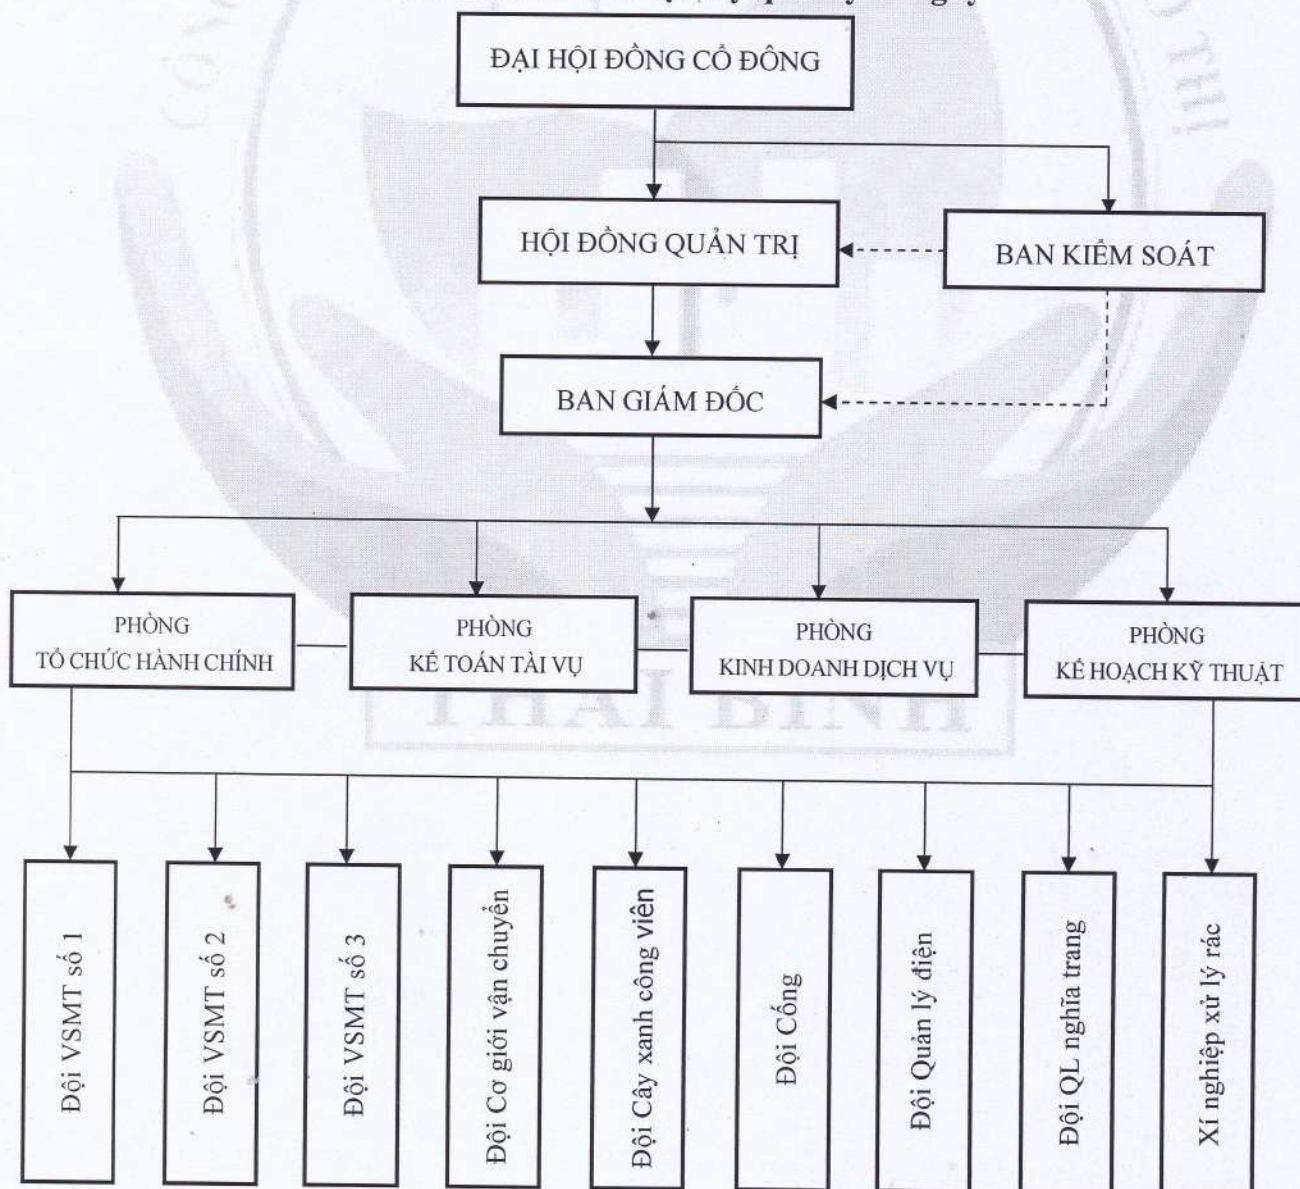 ĐẠI HỘI ĐỒNG CỔ ĐÔNG
HỘI ĐỒNG QUẢN TRỊ
BAN KIỂM SOÁT
BAN GIÁM ĐỐC
PHÒNG
TỔ CHỨC HÀNH CHÍNH
PHÒNG
KẾ TOÁN TÀI VỤ
PHÒNG
KINH DOANH DỊCH VỤ
PHÒNG
KẾ HOẠCH KỸ THUẬT
THÁI BÌNH
Đội VSMT số 1
Đội VSMT số 2
Đội VSMT số 3
Đội Cơ giới vận chuyển
Đội Cây xanh công viên
Đội Cống
Đội Quản lý điện
Đội QL nghĩa trang
Xí nghiệp xử lý rác